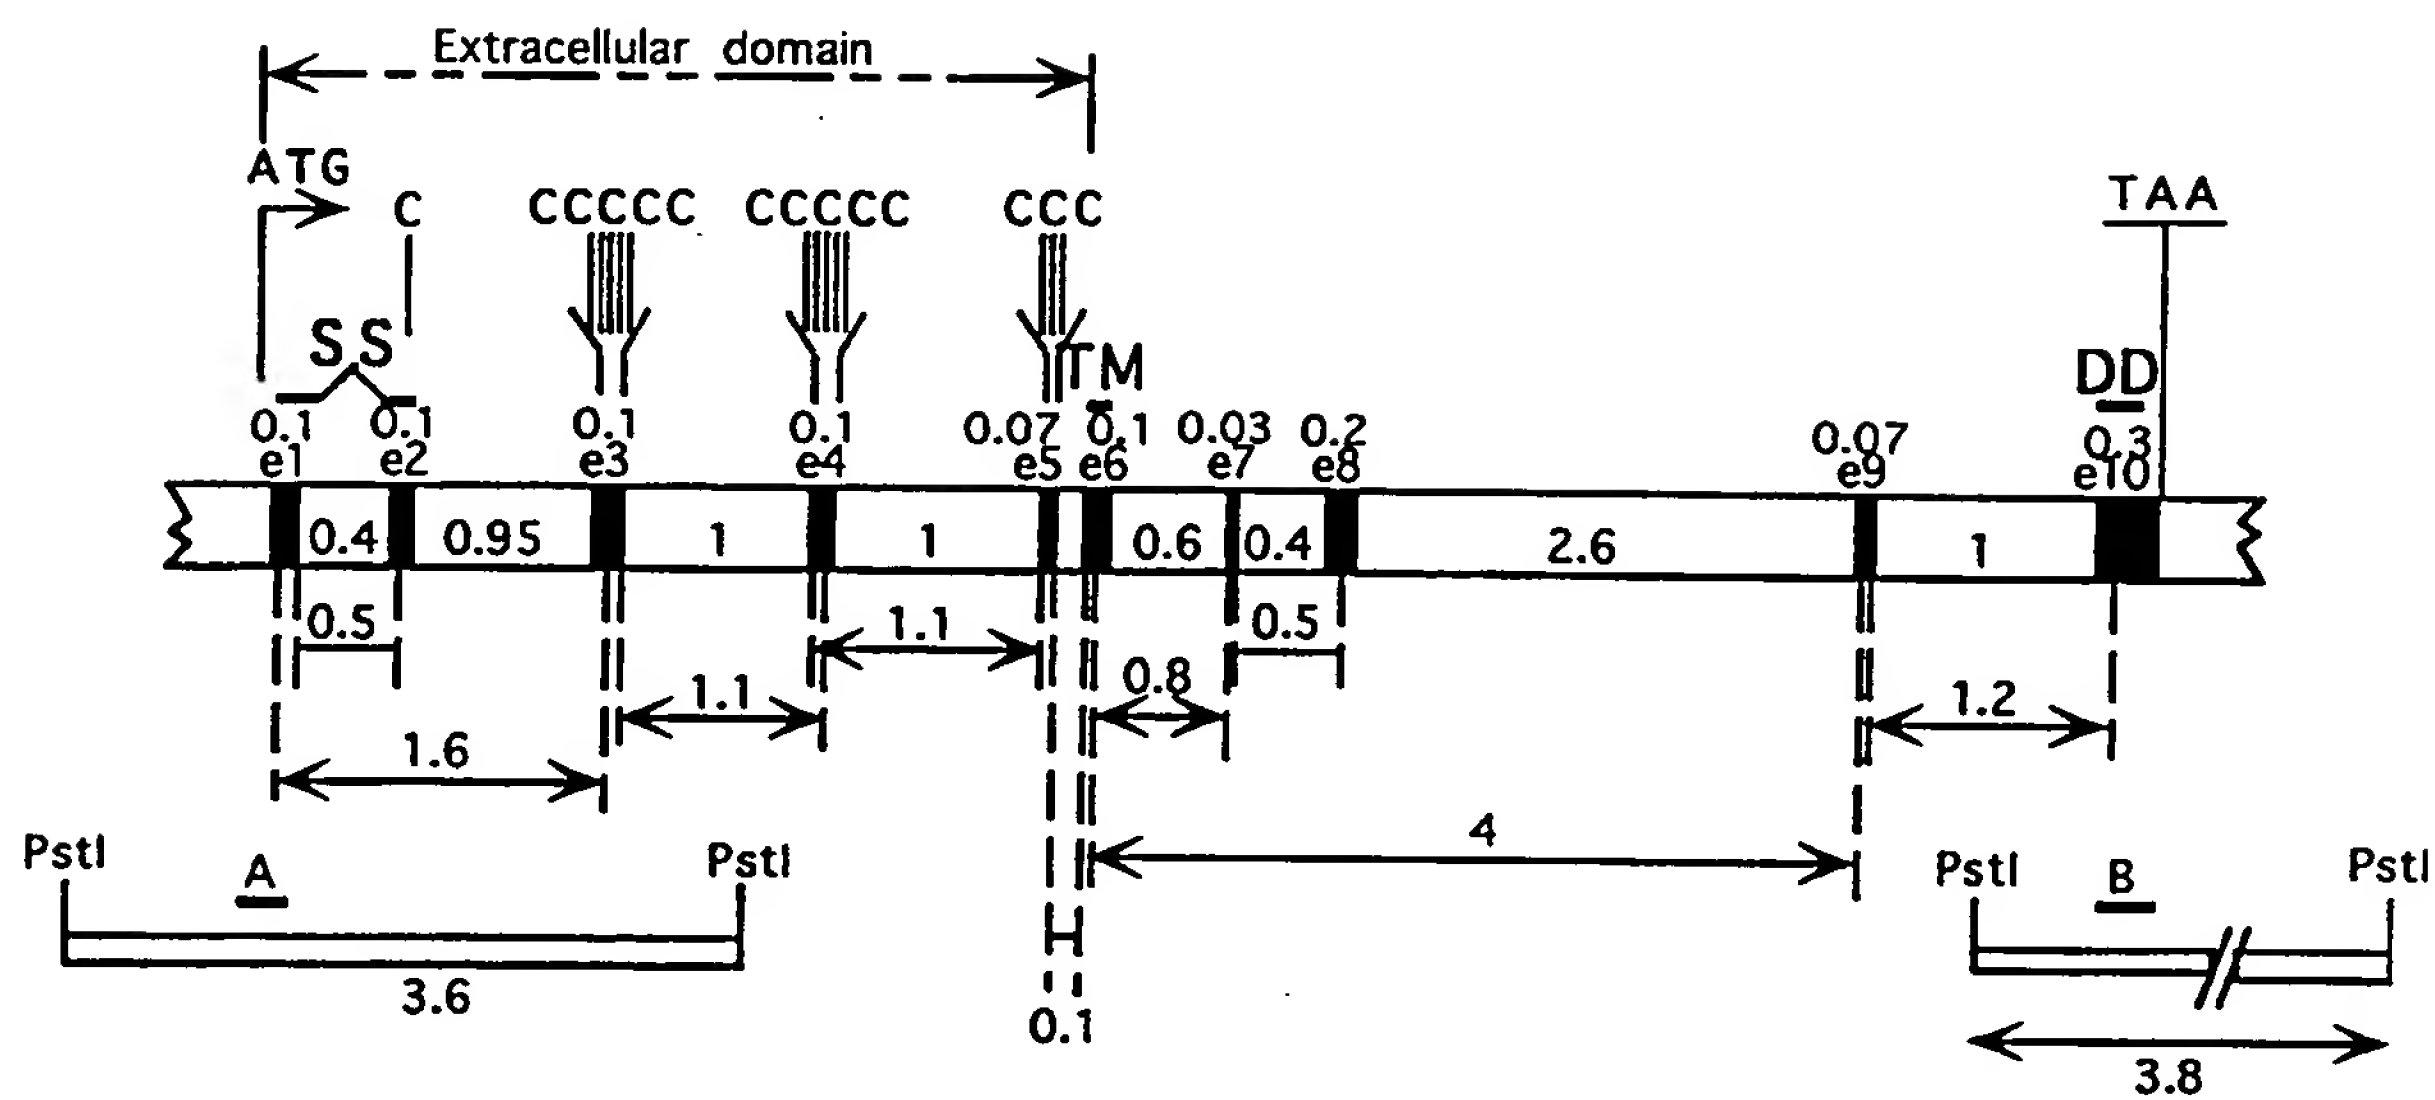 Extracellular domain
ATG
C CCCCC CCCCC CCC
TAA
SS
TM
DD
0.1 0.1 0.1 0.1 0.07 0.1 0.03 0.2 0.07 0.3
e1 e2 e3 e4 e5 e6 e7 e8 e9 e10
0.4 0.95 1 1 0.6 0.4 2.6 1
0.5 1.1 0.5
1.1 0.8 1.2
1.6
4
PstI A PstI PstI B PstI
3.6
0.1
3.8